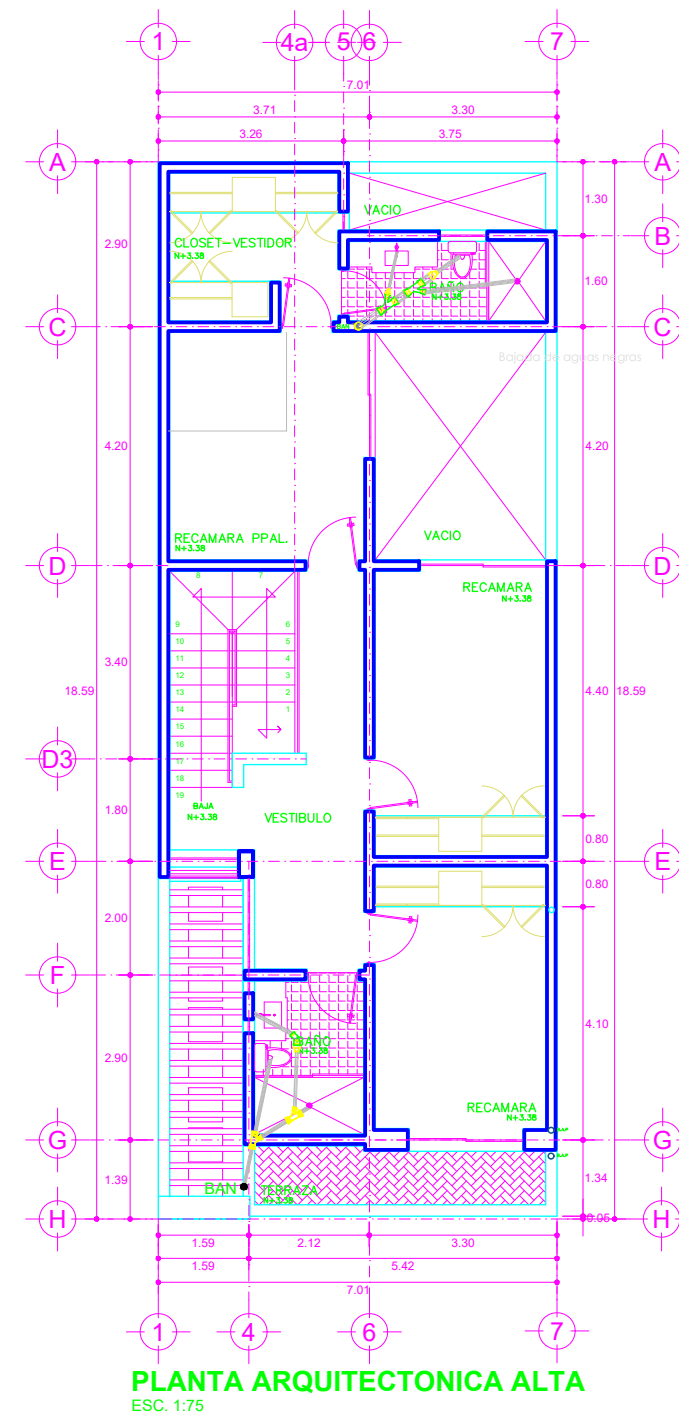 1
4a
5
6
7
7.01
3.71
3.30
3.26
3.75
A
A
1.30
VACIO
2.90
CLOSET-VESTIDOR
N+3.38
B
1.60
BAÑO
N+3.38
C
BAN
C
Bajada de aguas negras
4.20
4.20
RECAMARA PPAL.
N+3.38
VACIO
D
D
8
7
RECAMARA
N+3.38
9
6
10
5
11
4
12
3
13
2
14
1
15
16
17
18
19
3.40
18.59
4.40
18.59
D3
BAJA
N+3.38
VESTIBULO
1.80
0.80
E
E
0.80
2.00
F
BAÑO
N+3.38
2.90
4.10
RECAMARA
N+3.38
G
G
BAN
TERRAZA
N+3.38
1.39
1.34
0.05
H
H
1.59
2.12
3.30
1.59
5.42
7.01
1
4
6
7
PLANTA ARQUITECTONICA ALTA
ESC. 1:75